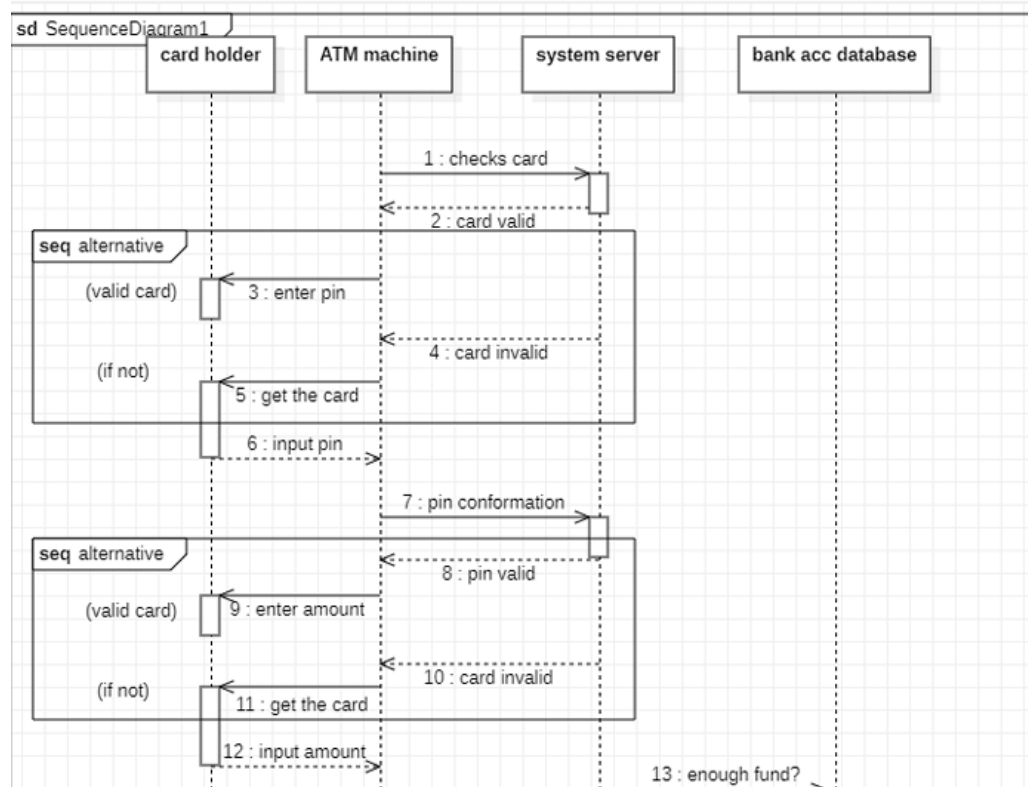 sd SequenceDiagram1
card holder
ATM machine
system server
bank acc database
1 : checks card
2 : card valid
seq alternative
(valid card)
3 : enter pin
4 : card invalid
(if not)
5 : get the card
6 : input pin
7 : pin conformation
seq alternative
8 : pin valid
(valid card)
9 : enter amount
10 : card invalid
(if not)
11 : get the card
12 : input amount
13 : enough fund?